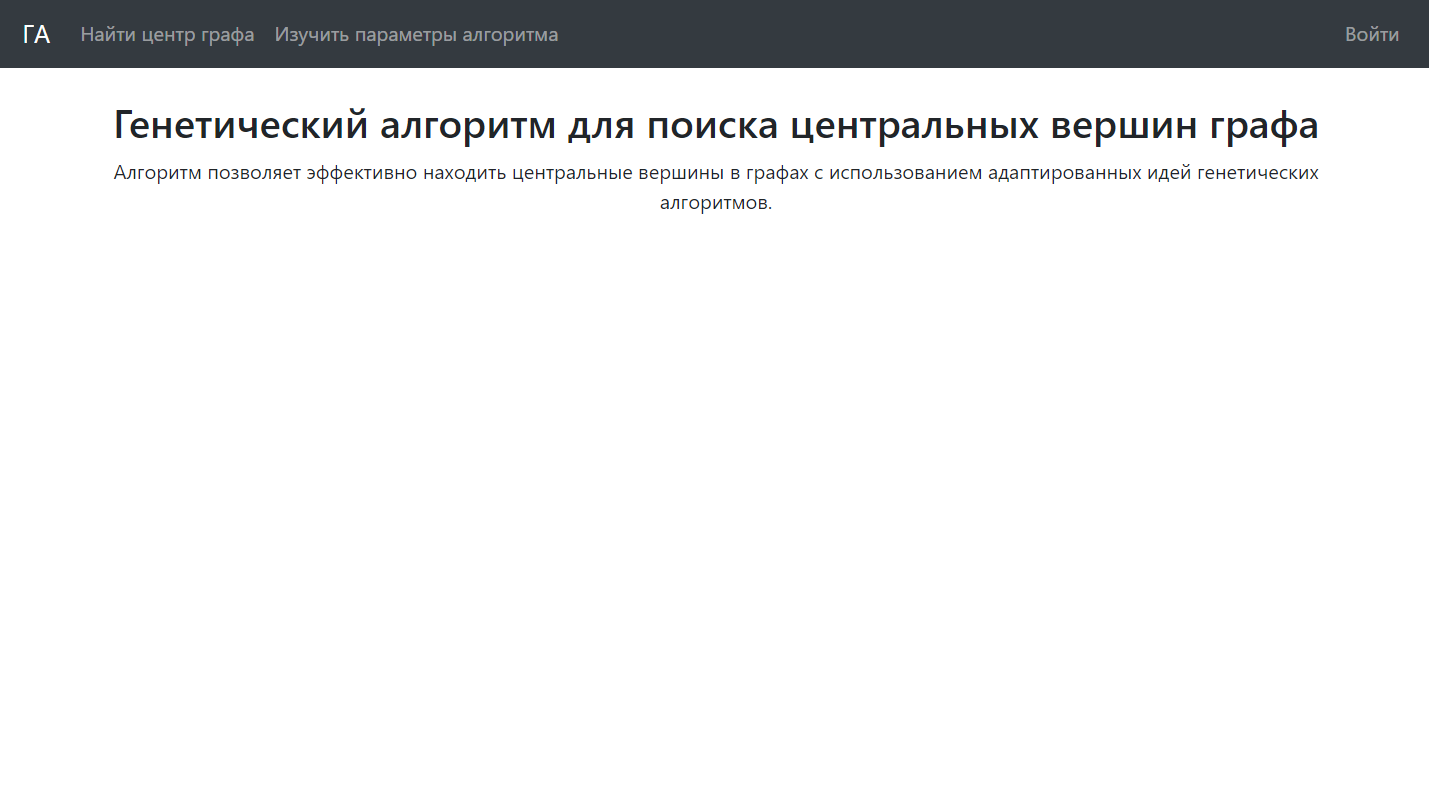 ГА Найти центр графа Изучить параметры алгоритма Войти
Генетический алгоритм для поиска центральных вершин графа
Алгоритм позволяет эффективно находить центральные вершины в графах с использованием адаптированных идей генетических
алгоритмов.